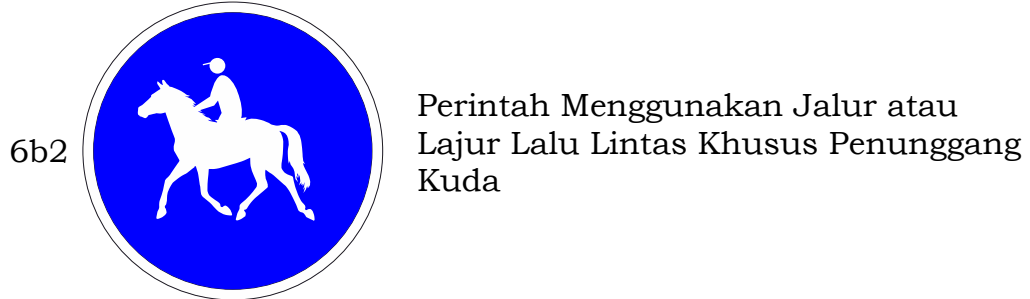 6b2
Perintah Menggunakan Jalur atau
Lajur Lalu Lintas Khusus Penunggang
Kuda